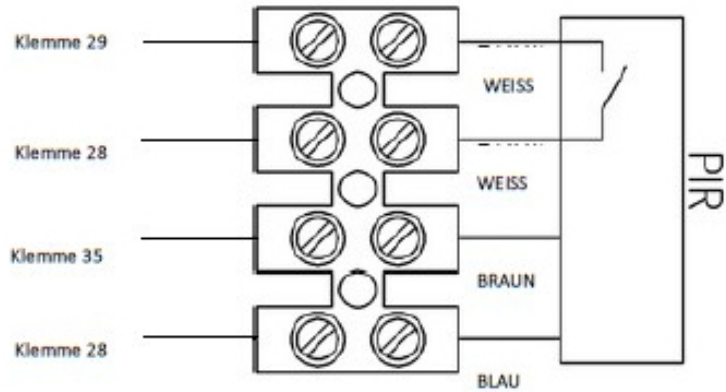 Klemme 29
WEISS
Klemme 28
WEISS
PIR
Klemme 35
BRAUN
Klemme 28
BLAU